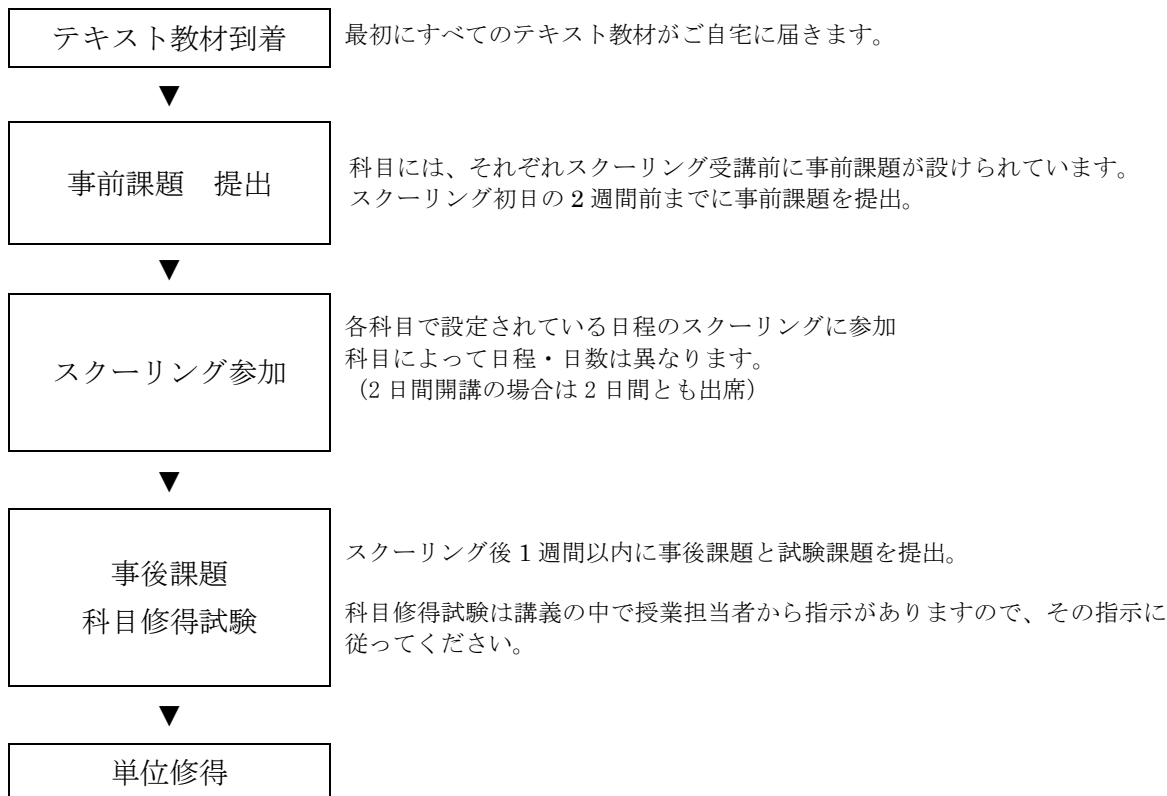 テキスト教材到着
最初にすべてのテキスト教材がご自宅に届きます。
▼
事前課題　提出
科目には、それぞれスクーリング受講前に事前課題が設けられています。
スクーリング初日の 2 週間前までに事前課題を提出。
▼
スクーリング参加
各科目で設定されている日程のスクーリングに参加
科目によって日程・日数は異なります。
（2 日間開講の場合は 2 日間とも出席）
▼
事後課題
科目修得試験
スクーリング後 1 週間以内に事後課題と試験課題を提出。
科目修得試験は講義の中で授業担当者から指示がありますので、その指示に
従ってください。
▼
単位修得